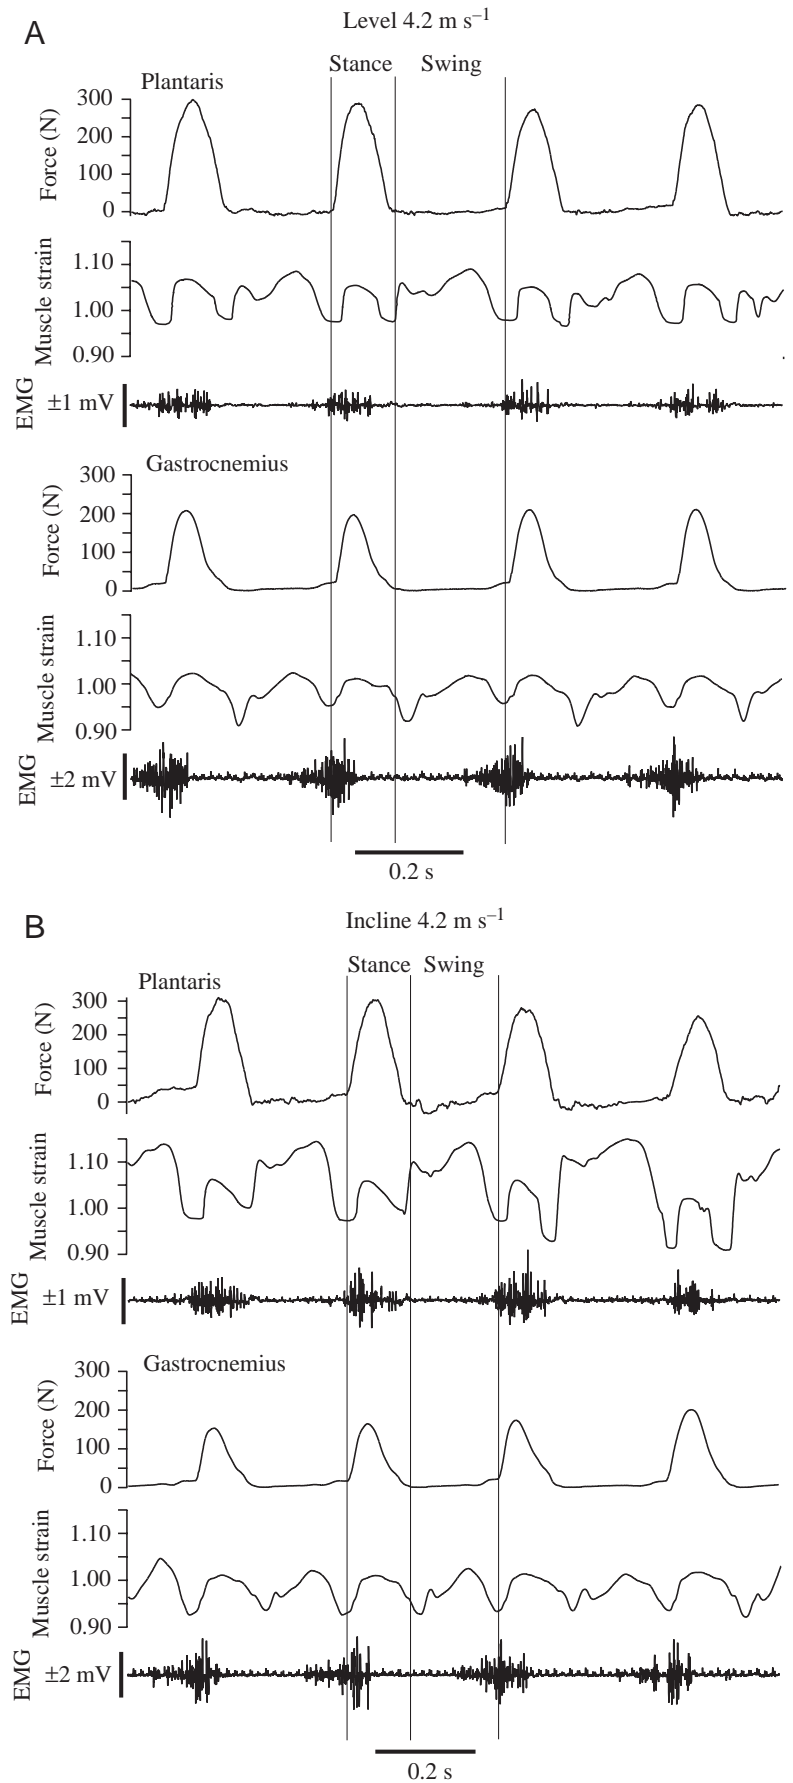 A
Level 4.2 m s–1
Stance Swing
Plantaris
Force (N)
300
200
100
0
Muscle strain
1.10
1.00
0.90
EMG
±1 mV
Gastrocnemius
Force (N)
300
200
100
0
Muscle strain
1.10
1.00
0.90
EMG
±2 mV
0.2 s
B
Incline 4.2 m s–1
Stance Swing
Plantaris
Force (N)
300
200
100
0
Muscle strain
1.10
1.00
0.90
EMG
±1 mV
Gastrocnemius
Force (N)
300
200
100
0
Muscle strain
1.10
1.00
0.90
EMG
±2 mV
0.2 s